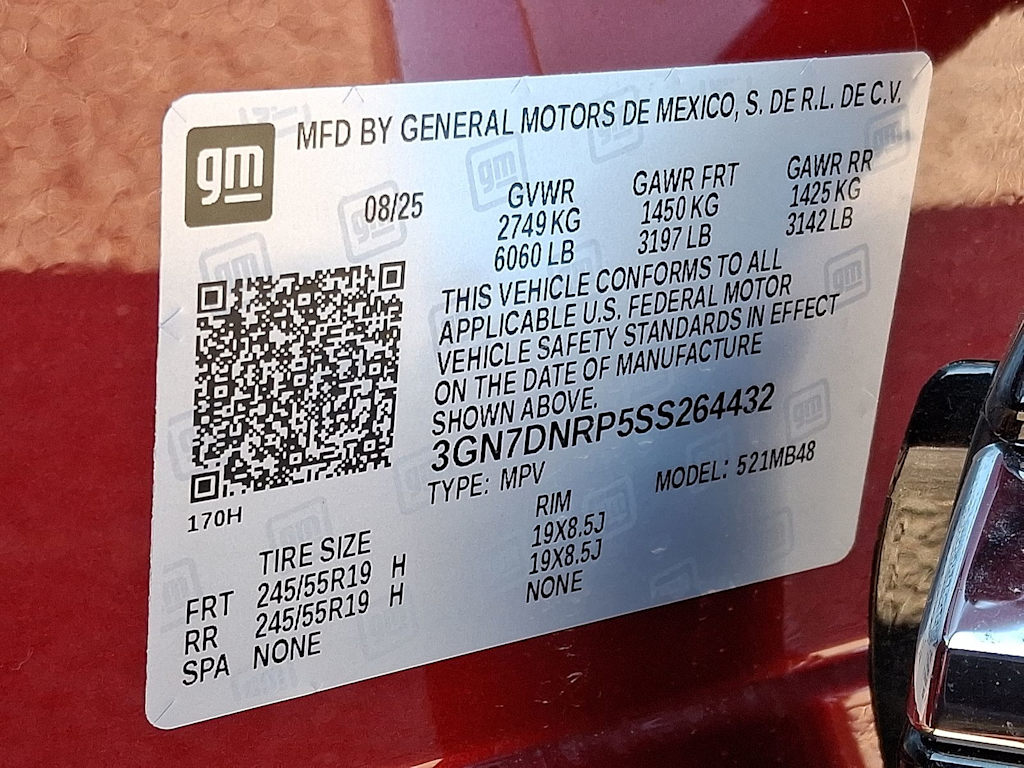 gm
MFD BY GENERAL MOTORS DE MEXICO, S. DE R.L. DE C.V.
08/25
GVWR
2749 KG
6060 LB
GAWR FRT
1450 KG
3197 LB
GAWR RR
1425 KG
3142 LB
THIS VEHICLE CONFORMS TO ALL
APPLICABLE U.S. FEDERAL MOTOR
VEHICLE SAFETY STANDARDS IN EFFECT
ON THE DATE OF MANUFACTURE
SHOWN ABOVE.
3GN7DNRP5SS264432
TYPE: MPV MODEL: 521MB48
170H
TIRE SIZE RIM
FRT 245/55R19 H 19X8.5J
RR 245/55R19 H 19X8.5J
SPA NONE NONE